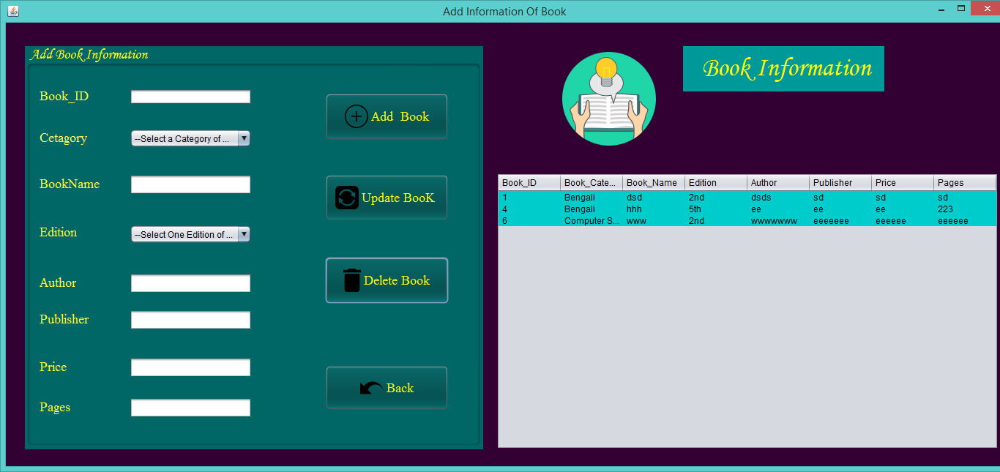 Add Information Of Book
Add Book Information
Book_ID
Add Book
Cetagory
--Select a Category of ...
BookName
Update BooK
Edition
--Select One Edition of ...
Author
Delete Book
Publisher
Price
Back
Pages
Book Information
Book_ID Book_Cate... Book_Name Edition Author Publisher Price Pages
1 Bengali dsd 2nd dsds sd sd sd
4 Bengali hhh 5th ee ee ee 223
6 Computer S... www 2nd wwwwwww eeeeeee eeeeee eeeeee